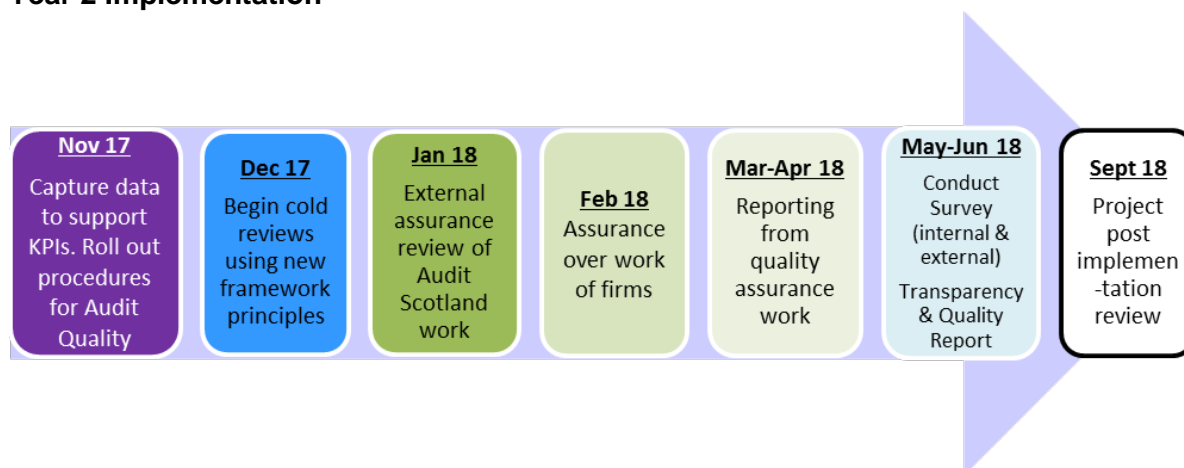 Year 2 Implementation
Nov 17
Capture data
to support
KPIs. Roll out
procedures
for Audit
Quality
Dec 17
Begin cold
reviews
using new
framework
principles
Jan 18
External
assurance
review of
Audit
Scotland
work
Feb 18
Assurance
over work
of firms
Mar-Apr 18
Reporting
from
quality
assurance
work
May-Jun 18
Conduct
Survey
(internal &
external)
Transparency
& Quality
Report
Sept 18
Project
post
implemen
-tation
review